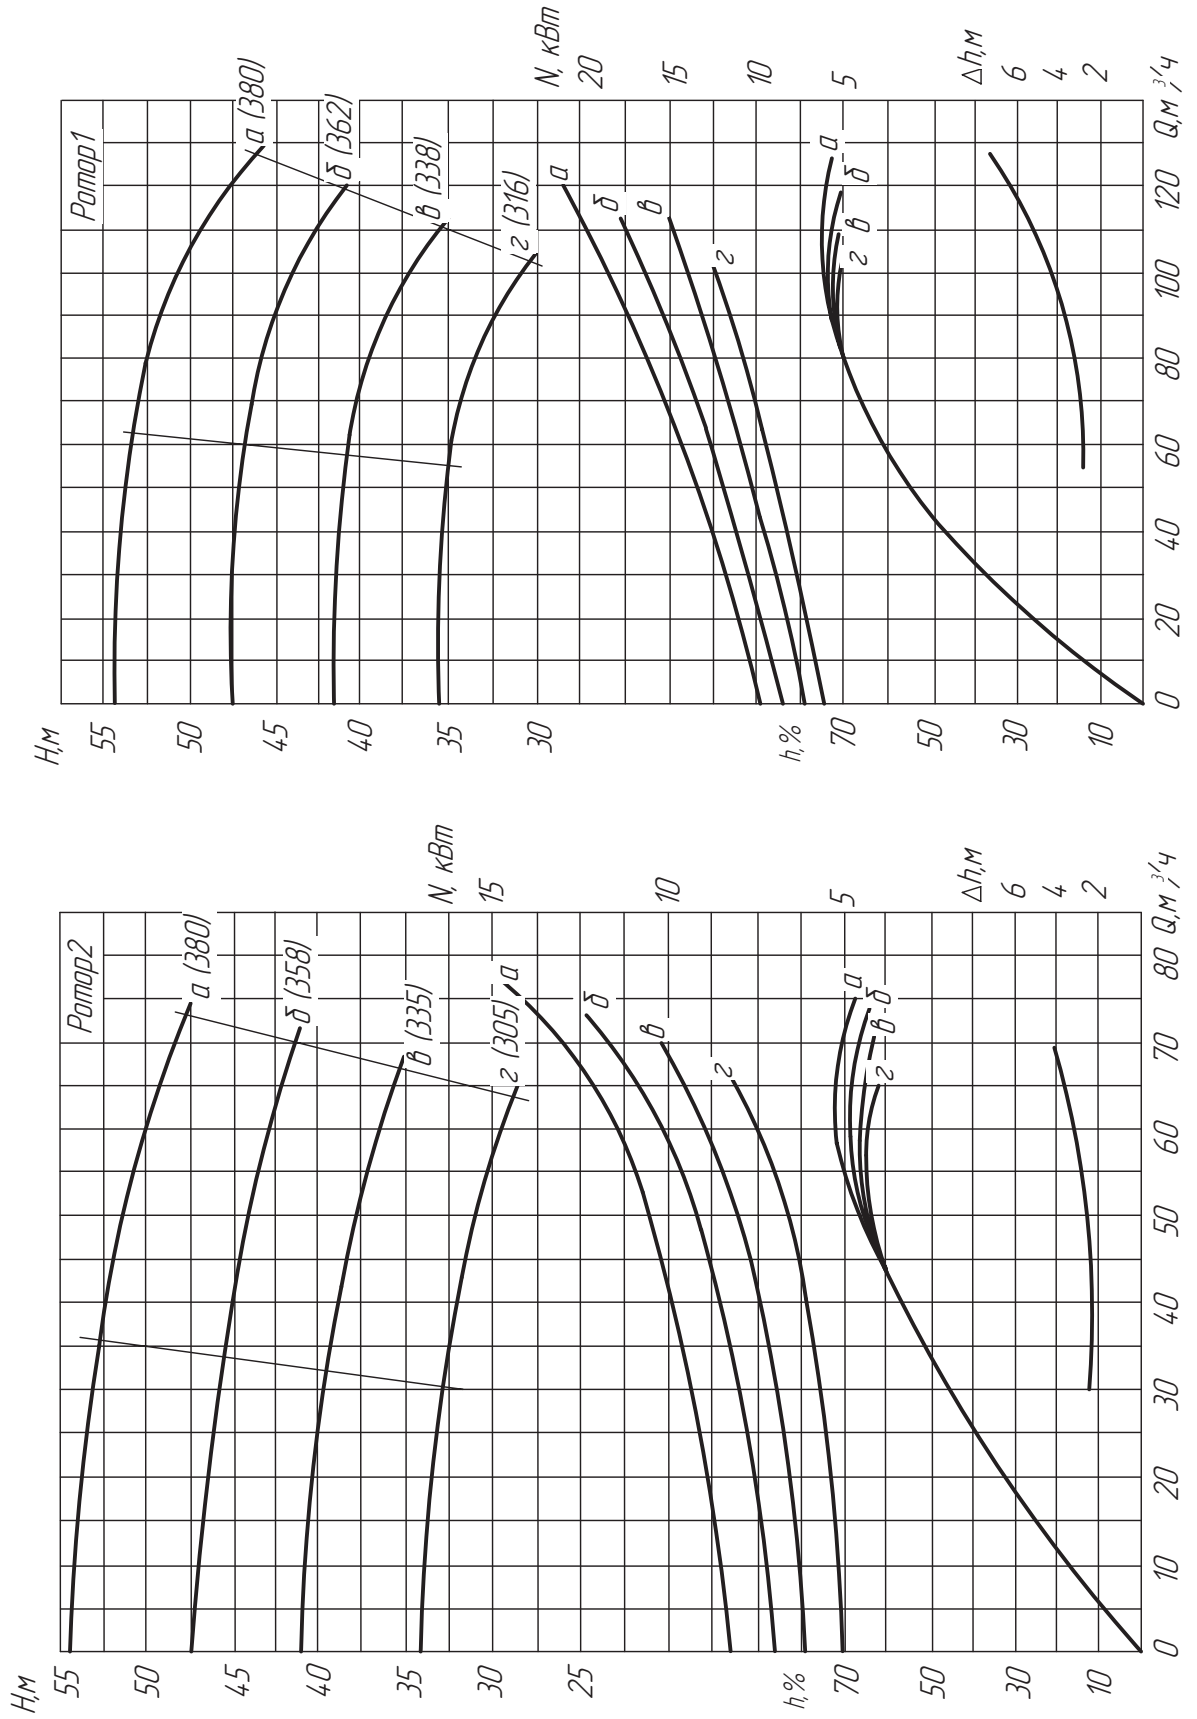 Ротор1
H,м
55
50
45
40
35
30
а (380)
б (362)
в (338)
г (316)
N, кВт
20
15
10
5
а
б
в
г
h,%
70
50
30
10
а
б
в
г
Δh,м
6
4
2
0
20
40
60
80
100
120
Q,м³/ч
Ротор2
H,м
55
50
45
40
35
30
25
а (380)
б (358)
в (335)
г (305)
N, кВт
15
10
5
а
б
в
г
h,%
70
50
30
10
а
б
в
г
Δh,м
6
4
2
0
10
20
30
40
50
60
70
80
Q,м³/ч